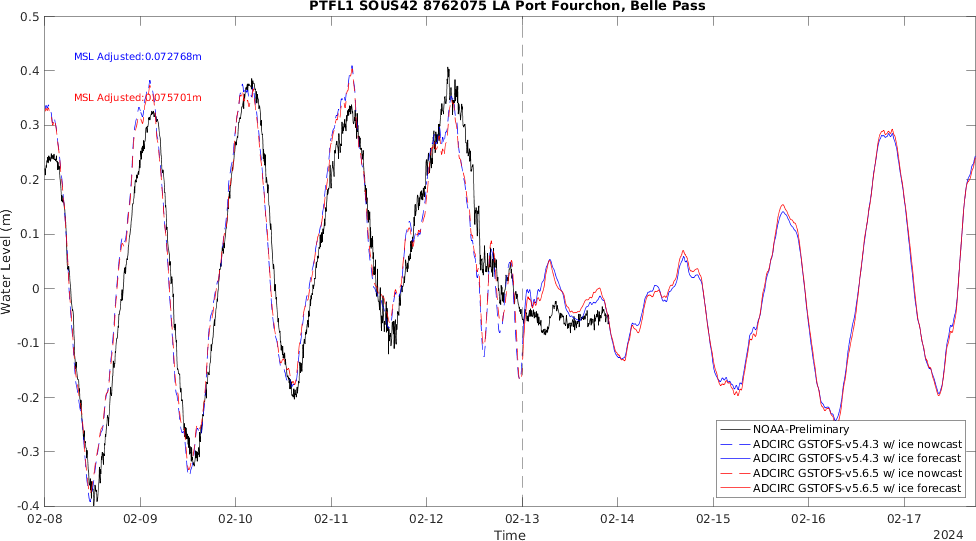 PTFL1 SOUS42 8762075 LA Port Fourchon, Belle Pass
0.5
0.4
0.3
0.2
0.1
0
-0.1
-0.2
-0.3
-0.4
Water Level (m)
MSL Adjusted:0.072768m
MSL Adjusted:0.075701m
NOAA-Preliminary
ADCIRC GSTOFS-v5.4.3 w/ ice nowcast
ADCIRC GSTOFS-v5.4.3 w/ ice forecast
ADCIRC GSTOFS-v5.6.5 w/ ice nowcast
ADCIRC GSTOFS-v5.6.5 w/ ice forecast
02-08 02-09 02-10 02-11 02-12 02-13 02-14 02-15 02-16 02-17
Time
2024